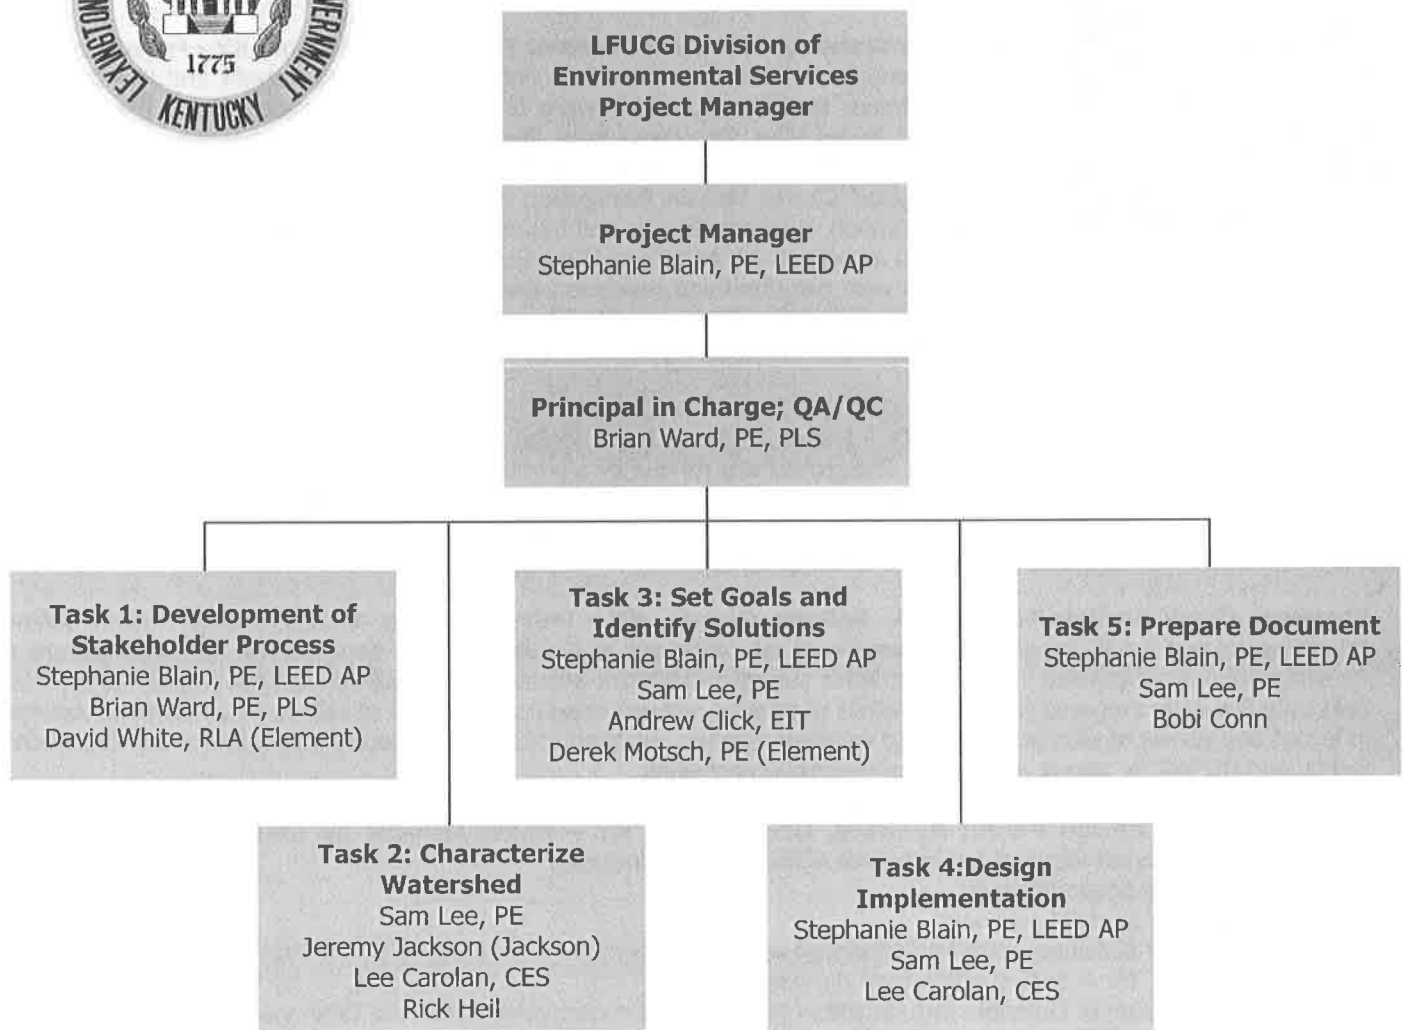 1775
LEXINGTON
KENTUCKY
LFUCG Division of
Environmental Services
Project Manager
Project Manager
Stephanie Blain, PE, LEED AP
Principal in Charge; QA/QC
Brian Ward, PE, PLS
Task 1: Development of
Stakeholder Process
Stephanie Blain, PE, LEED AP
Brian Ward, PE, PLS
David White, RLA (Element)
Task 2: Characterize
Watershed
Sam Lee, PE
Jeremy Jackson (Jackson)
Lee Carolan, CES
Rick Heil
Task 3: Set Goals and
Identify Solutions
Stephanie Blain, PE, LEED AP
Sam Lee, PE
Andrew Click, EIT
Derek Motsch, PE (Element)
Task 4:Design
Implementation
Stephanie Blain, PE, LEED AP
Sam Lee, PE
Lee Carolan, CES
Task 5: Prepare Document
Stephanie Blain, PE, LEED AP
Sam Lee, PE
Bobi Conn